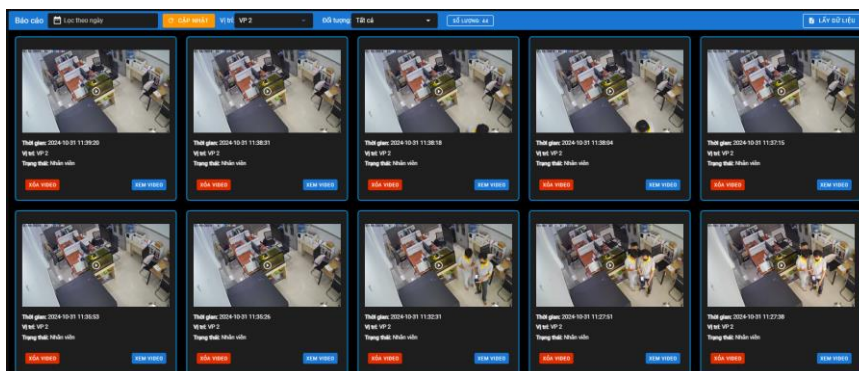 Báo cáo Lọc theo ngày CẬP NHẬT Vị trí VP 2 Đối tượng Tất cả SỐ LƯỢNG: 44 LẤY DỮ LIỆU
Thời gian: 2024-10-31 11:39:20
Vị trí: VP 2
Trạng thái: Nhân viên
XÓA VIDEO XEM VIDEO
Thời gian: 2024-10-31 11:38:31
Vị trí: VP 2
Trạng thái: Nhân viên
XÓA VIDEO XEM VIDEO
Thời gian: 2024-10-31 11:38:18
Vị trí: VP 2
Trạng thái: Nhân viên
XÓA VIDEO XEM VIDEO
Thời gian: 2024-10-31 11:38:04
Vị trí: VP 2
Trạng thái: Nhân viên
XÓA VIDEO XEM VIDEO
Thời gian: 2024-10-31 11:37:15
Vị trí: VP 2
Trạng thái: Nhân viên
XÓA VIDEO XEM VIDEO
Thời gian: 2024-10-31 11:35:53
Vị trí: VP 2
Trạng thái: Nhân viên
XÓA VIDEO XEM VIDEO
Thời gian: 2024-10-31 11:35:26
Vị trí: VP 2
Trạng thái: Nhân viên
XÓA VIDEO XEM VIDEO
Thời gian: 2024-10-31 11:32:31
Vị trí: VP 2
Trạng thái: Nhân viên
XÓA VIDEO XEM VIDEO
Thời gian: 2024-10-31 11:27:51
Vị trí: VP 2
Trạng thái: Nhân viên
XÓA VIDEO XEM VIDEO
Thời gian: 2024-10-31 11:27:38
Vị trí: VP 2
Trạng thái: Nhân viên
XÓA VIDEO XEM VIDEO